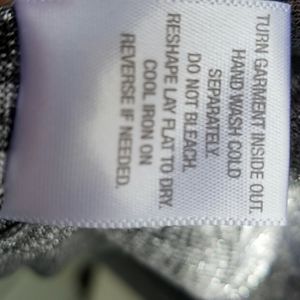 TURN GARMENT INSIDE OUT.
HAND WASH COLD
SEPARATELY.
DO NOT BLEACH.
RESHAPE LAY FLAT TO DRY.
COOL IRON ON
REVERSE IF NEEDED.